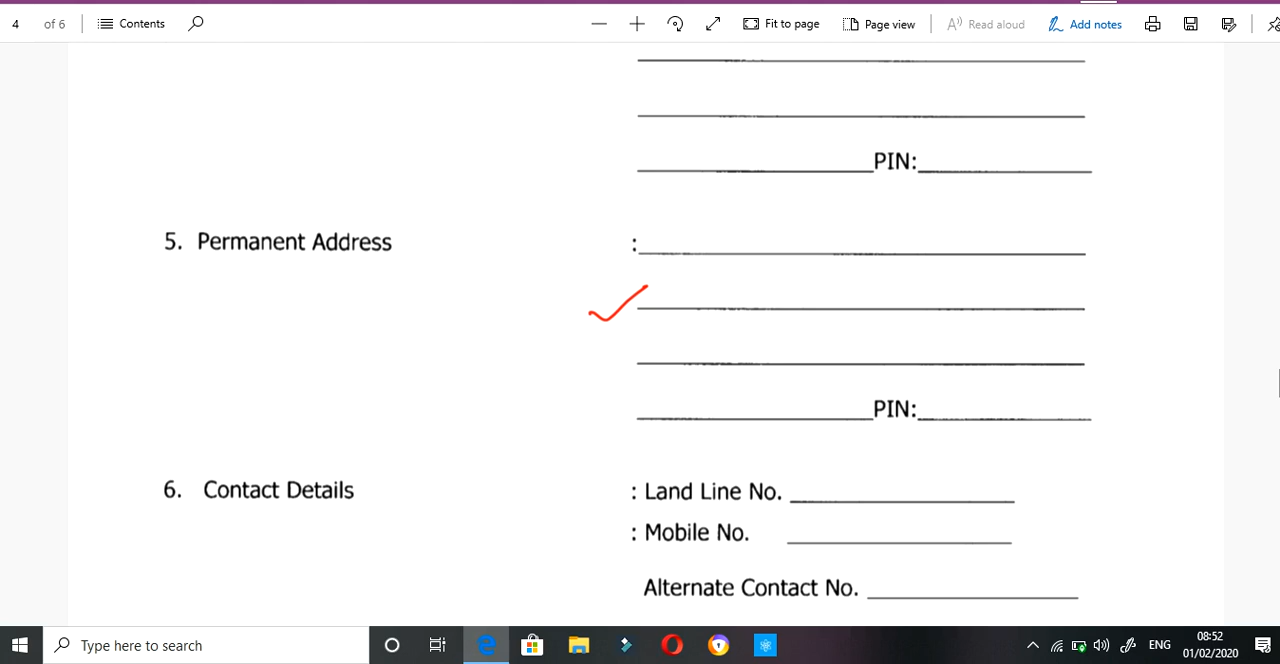 4 of 6 Contents Fit to page Page view Read aloud Add notes
PIN:
5. Permanent Address :
PIN:
6. Contact Details : Land Line No.
: Mobile No.
Alternate Contact No.
Type here to search ENG 08:52
01/02/2020